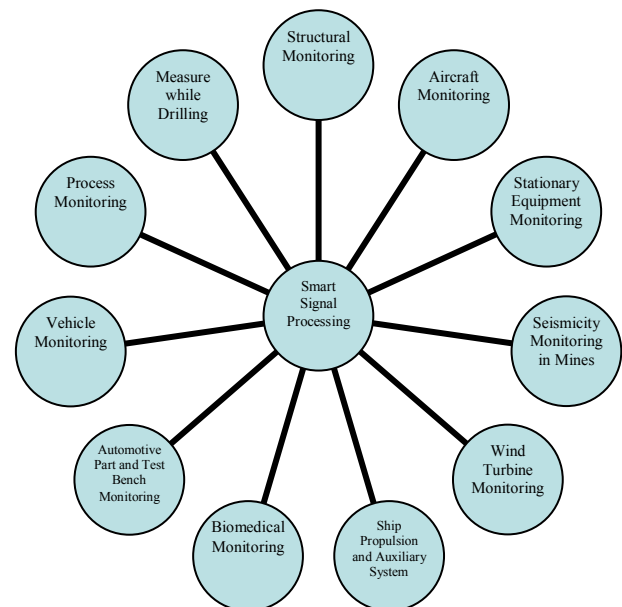 Structural
Monitoring
Aircraft
Monitoring
Stationary
Equipment
Monitoring
Seismicity
Monitoring
in Mines
Wind
Turbine
Monitoring
Ship
Propulsion
and Auxiliary
System
Biomedical
Monitoring
Automotive
Part and Test
Bench
Monitoring
Vehicle
Monitoring
Process
Monitoring
Measure
while
Drilling
Smart
Signal
Processing